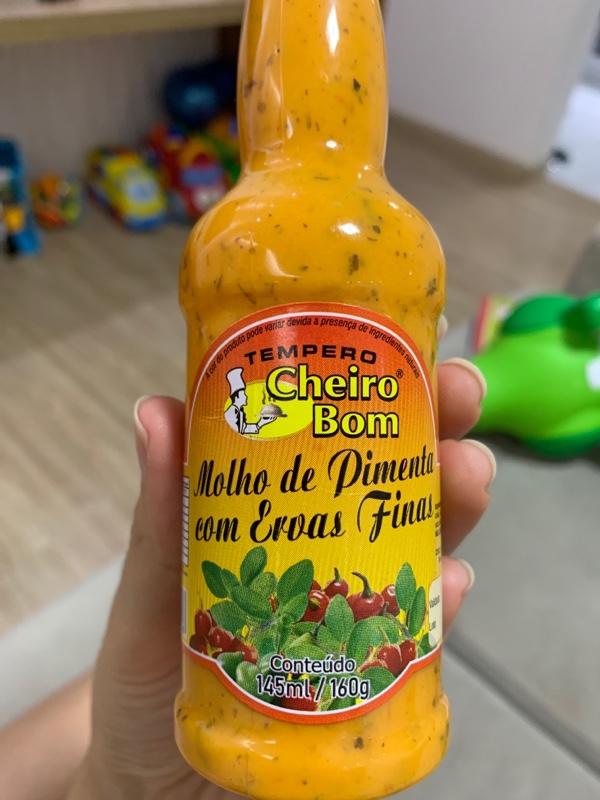 A cor do produto pode variar devida a presença de ingredientes naturais
TEMPERO
Cheiro ®
Bom
Molho de Pimenta
com Ervas Finas
Conteúdo
145ml / 160g